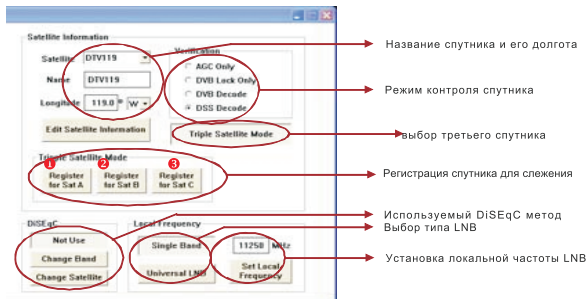 Satellite Information
Satellite DTV119
Name DTV119
Longitude 119.0 ° W
Edit Satellite Information
Verification
AGC Only
DVB Lock Only
DVB Decode
DSS Decode
Triple Satellite Mode
Tripple Satellite Mode
1 2 3
Register for Sat A
Register for Sat B
Register for Sat C
DiSEqC
Not Use
Change Band
Change Satellite
Local Frequency
Single Band
11250 MHz
Universal LNB
Set Local Frequency
Название спутника и его долгота
Режим контроля спутника
выбор третьего спутника
Регистрация спутника для слежения
Используемый DiSEqC метод
Выбор типа LNB
Установка локальной частоты LNB